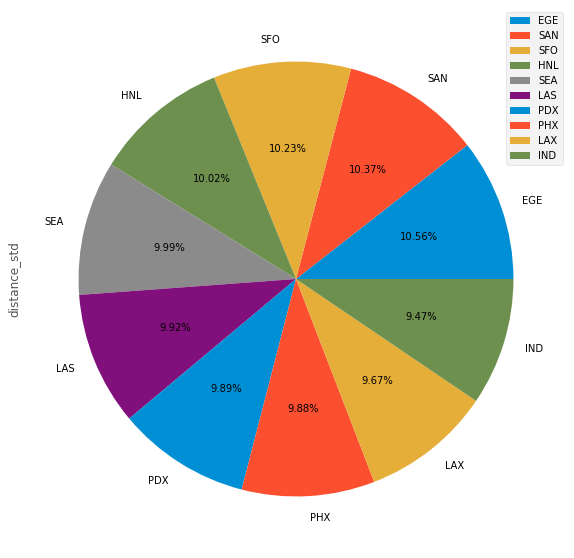 EGE
SAN
SFO
HNL
SEA
LAS
PDX
PHX
LAX
IND
distance_std
EGE
10.56%
SAN
10.37%
SFO
10.23%
HNL
10.02%
SEA
9.99%
LAS
9.92%
PDX
9.89%
PHX
9.88%
LAX
9.67%
IND
9.47%